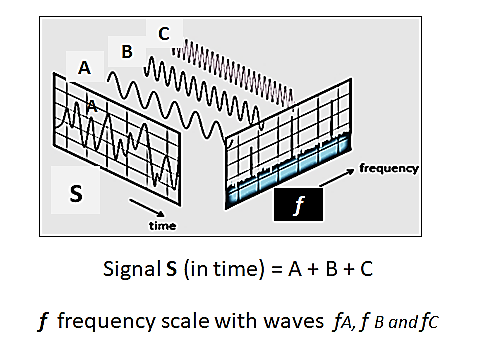 C
B
A
A
S
time
f
frequency
Signal S (in time) = A + B + C
f frequency scale with waves fA, f B and fC